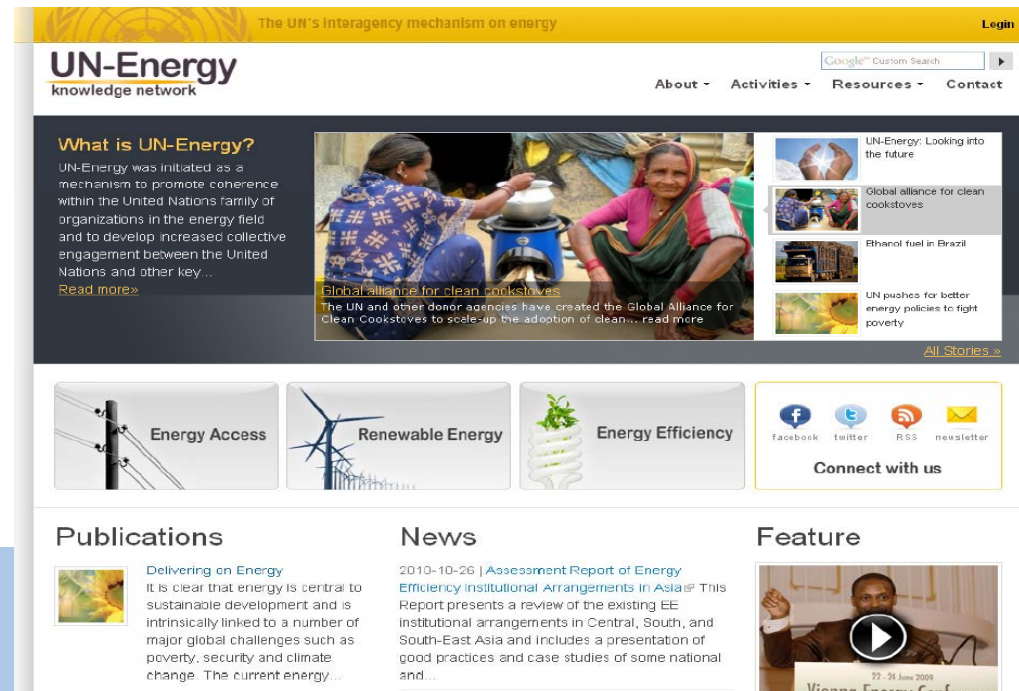 The UN's interagency mechanism on energy
Login
UN-Energy
knowledge network
Google™ Custom Search
About
Activities
Resources
Contact
What is UN-Energy?
UN-Energy was initiated as a
mechanism to promote coherence
within the United Nations family of
organizations in the energy field
and to develop increased collective
engagement between the United
Nations and other key...
Read more»
Global alliance for clean cookstoves
The UN and other donor agencies have created the Global Alliance for
Clean Cookstoves to scale-up the adoption of clean... read more
UN-Energy: Looking into
the future
Global alliance for clean
cookstoves
Ethanol fuel in Brazil
UN pushes for better
energy policies to fight
poverty
All Stories »
Energy Access
Renewable Energy
Energy Efficiency
facebook
twitter
RSS
newsletter
Connect with us
Publications
Delivering on Energy
It is clear that energy is central to
sustainable development and is
intrinsically linked to a number of
major global challenges such as
poverty, security and climate
change. The current energy...
News
2010-10-26 | Assessment Report of Energy
Efficiency Institutional Arrangements in Asia This
Report presents a review of the existing EE
institutional arrangements in Central, South, and
South-East Asia and includes a presentation of
good practices and case studies of some national
and...
Feature
22 - 24 June 2009
Vienna Energy Conf